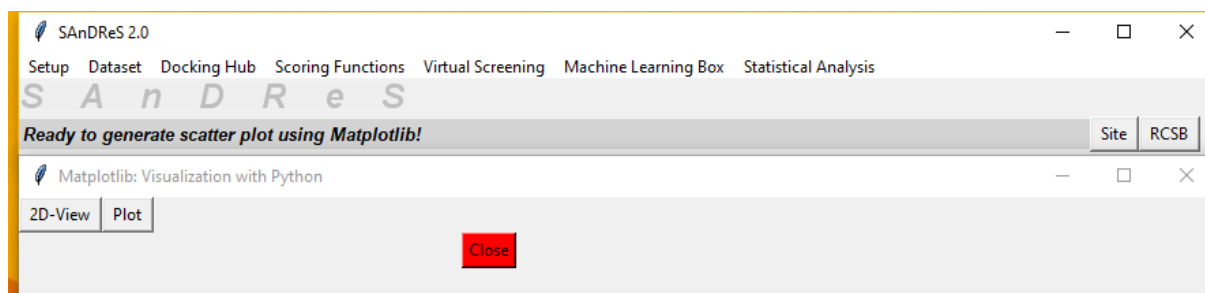 SAnDReS 2.0
Setup Dataset Docking Hub Scoring Functions Virtual Screening Machine Learning Box Statistical Analysis
S A n D R e S
Ready to generate scatter plot using Matplotlib! Site RCSB
Matplotlib: Visualization with Python
2D-View Plot
Close